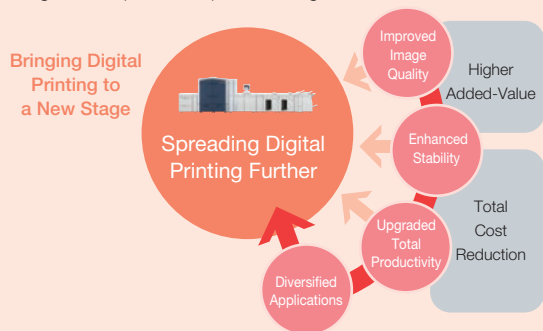 Bringing Digital
Printing to
a New Stage
Spreading Digital
Printing Further
Improved
Image
Quality
Enhanced
Stability
Upgraded
Total
Productivity
Diversified
Applications
Higher
Added-Value
Total
Cost
Reduction